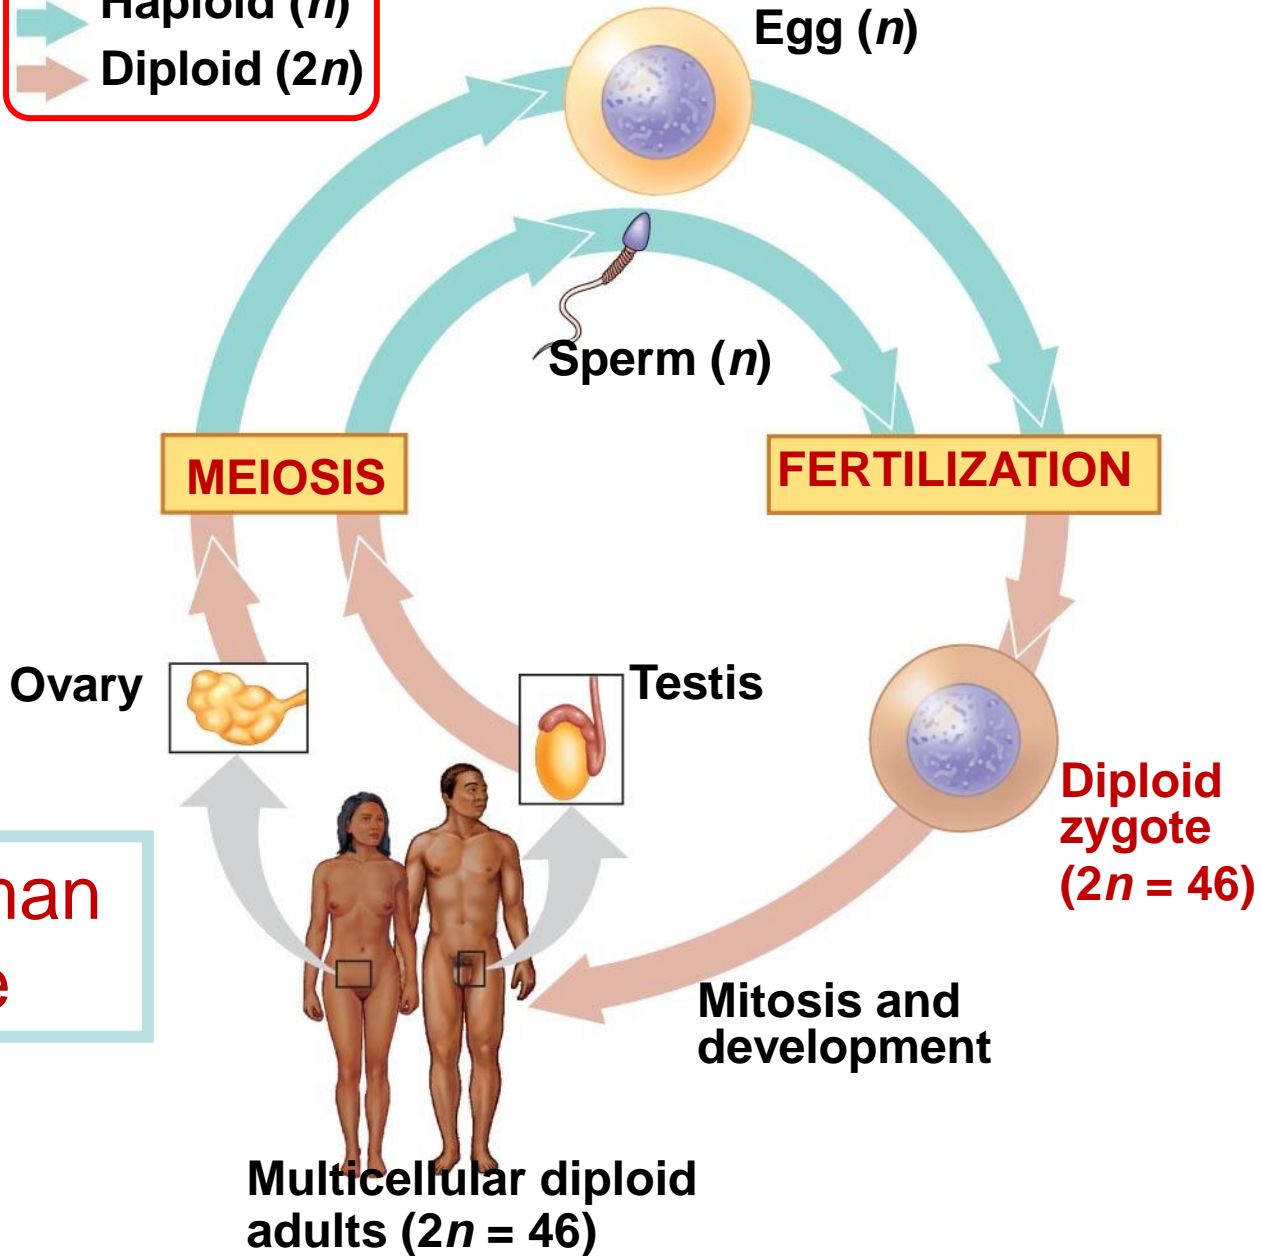 Haploid (n)
Diploid (2n)
Egg (n)
Sperm (n)
MEIOSIS
FERTILIZATION
Ovary
Testis
Diploid
zygote
(2n = 46)
Mitosis and
development
Multicellular diploid
adults (2n = 46)